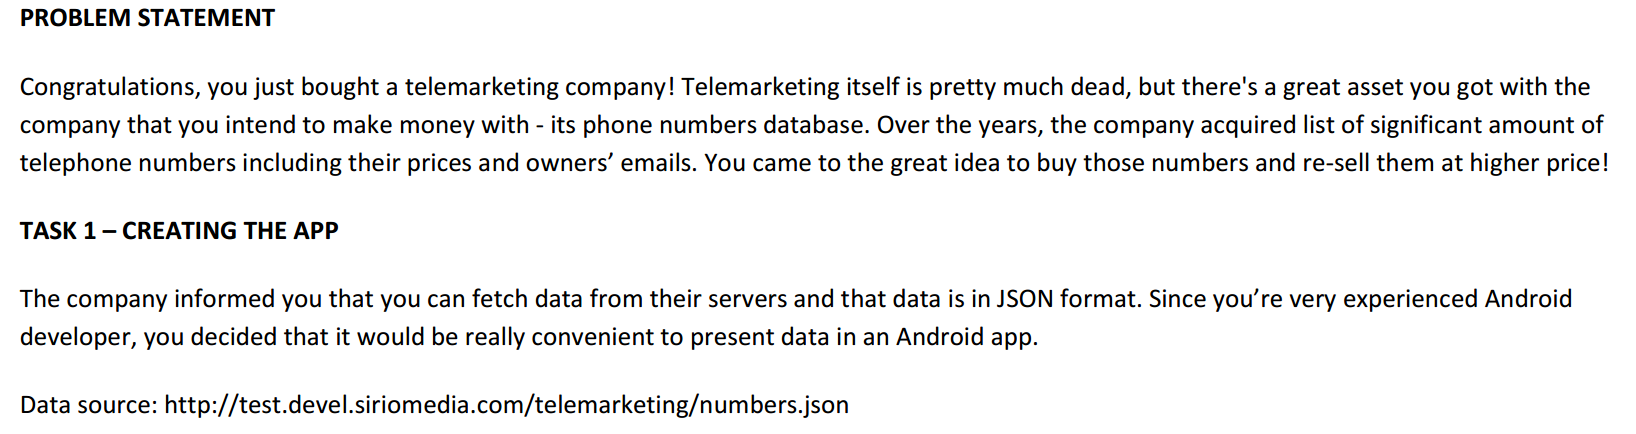 PROBLEM STATEMENT
Congratulations, you just bought a telemarketing company! Telemarketing itself is pretty much dead, but there's a great asset you got with the
company that you intend to make money with - its phone numbers database. Over the years, the company acquired list of significant amount of
telephone numbers including their prices and owners’ emails. You came to the great idea to buy those numbers and re-sell them at higher price!
TASK 1 – CREATING THE APP
The company informed you that you can fetch data from their servers and that data is in JSON format. Since you’re very experienced Android
developer, you decided that it would be really convenient to present data in an Android app.
Data source: http://test.devel.siriomedia.com/telemarketing/numbers.json